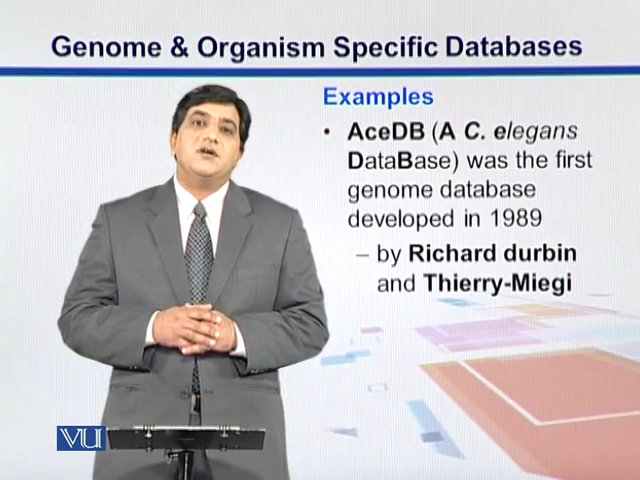 Genome & Organism Specific Databases
Examples
• AceDB (A C. elegans
DataBase) was the first
genome database
developed in 1989
– by Richard durbin
and Thierry-Miegi
VU